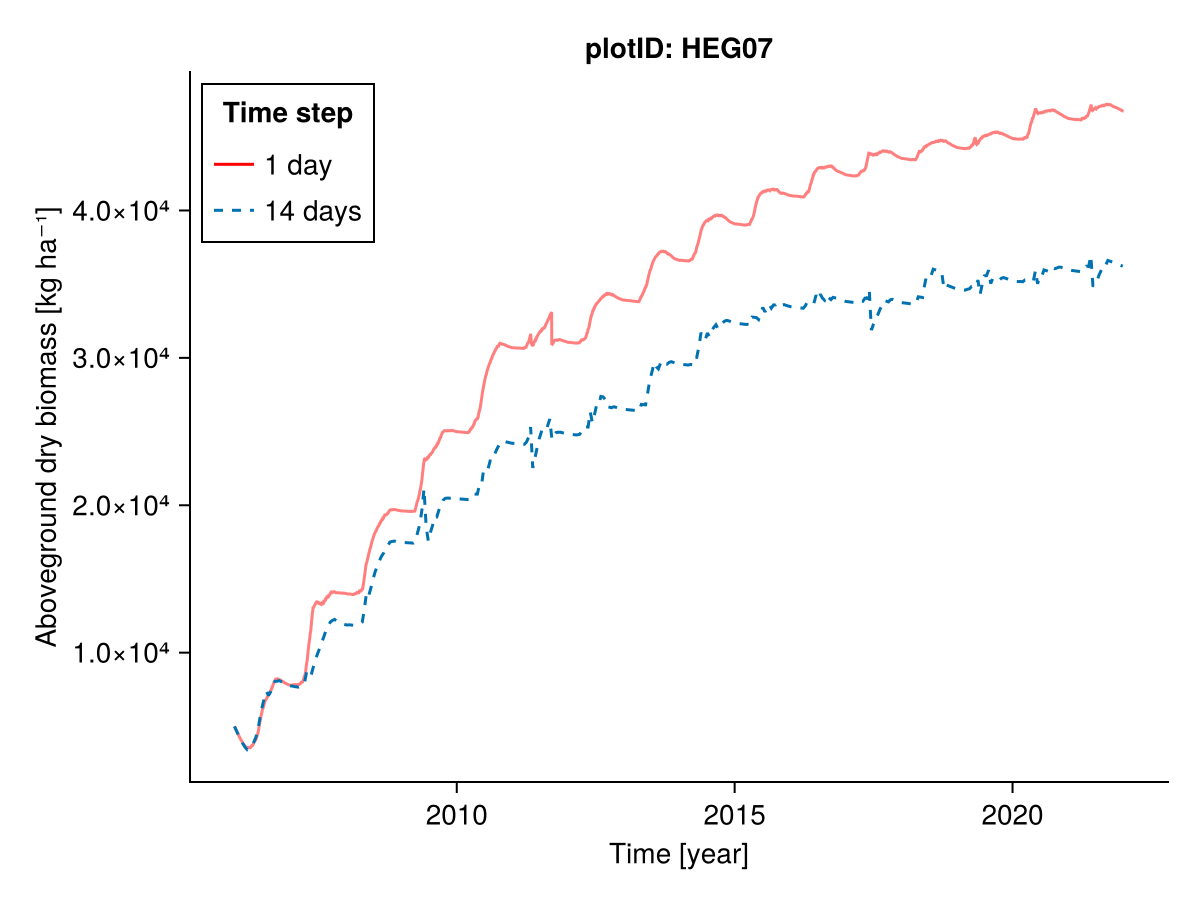 plotID: HEG07
Time step
1 day
14 days
Aboveground dry biomass [kg ha⁻¹]
4.0×10⁴
3.0×10⁴
2.0×10⁴
1.0×10⁴
2010
2015
2020
Time [year]